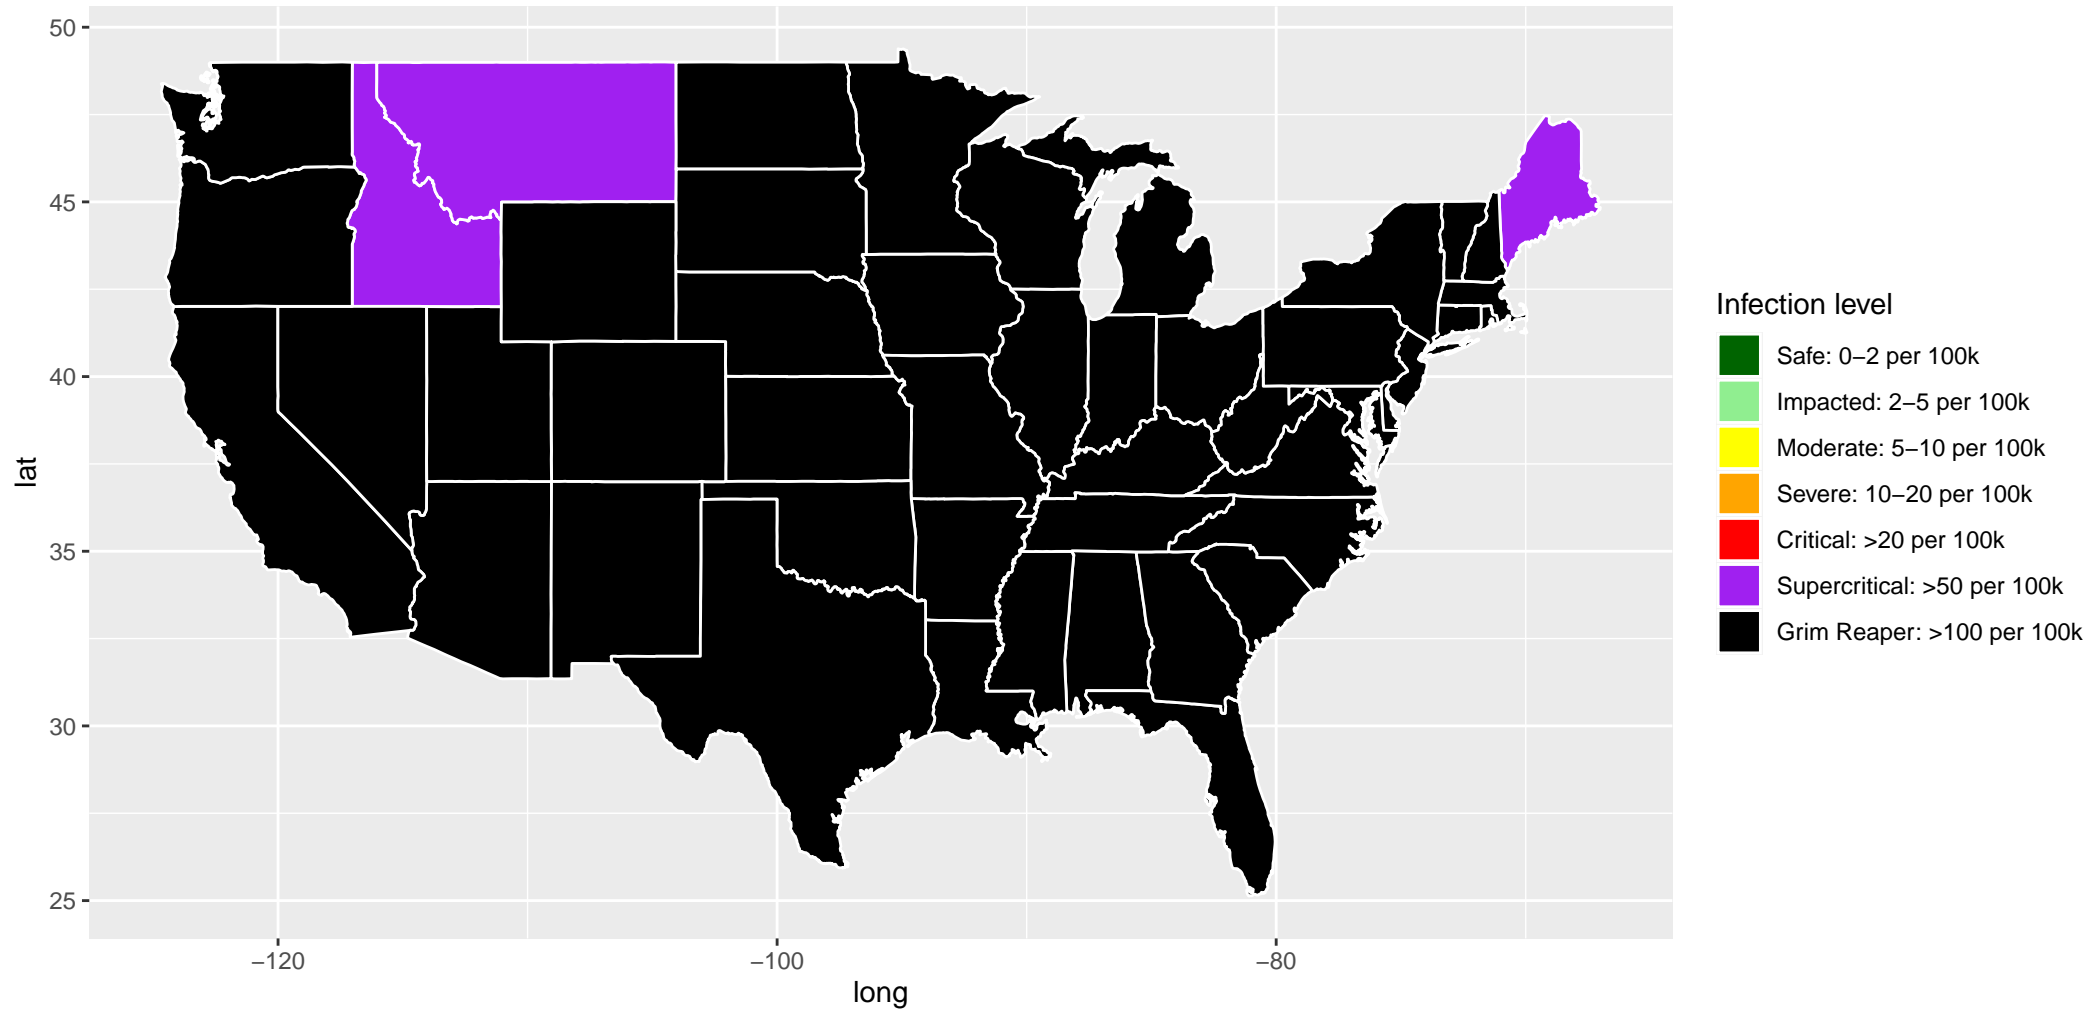 50
45
40
35
30
25
lat
−120
−100
−80
long
Infection level
Safe: 0−2 per 100k
Impacted: 2−5 per 100k
Moderate: 5−10 per 100k
Severe: 10−20 per 100k
Critical: >20 per 100k
Supercritical: >50 per 100k
Grim Reaper: >100 per 100k